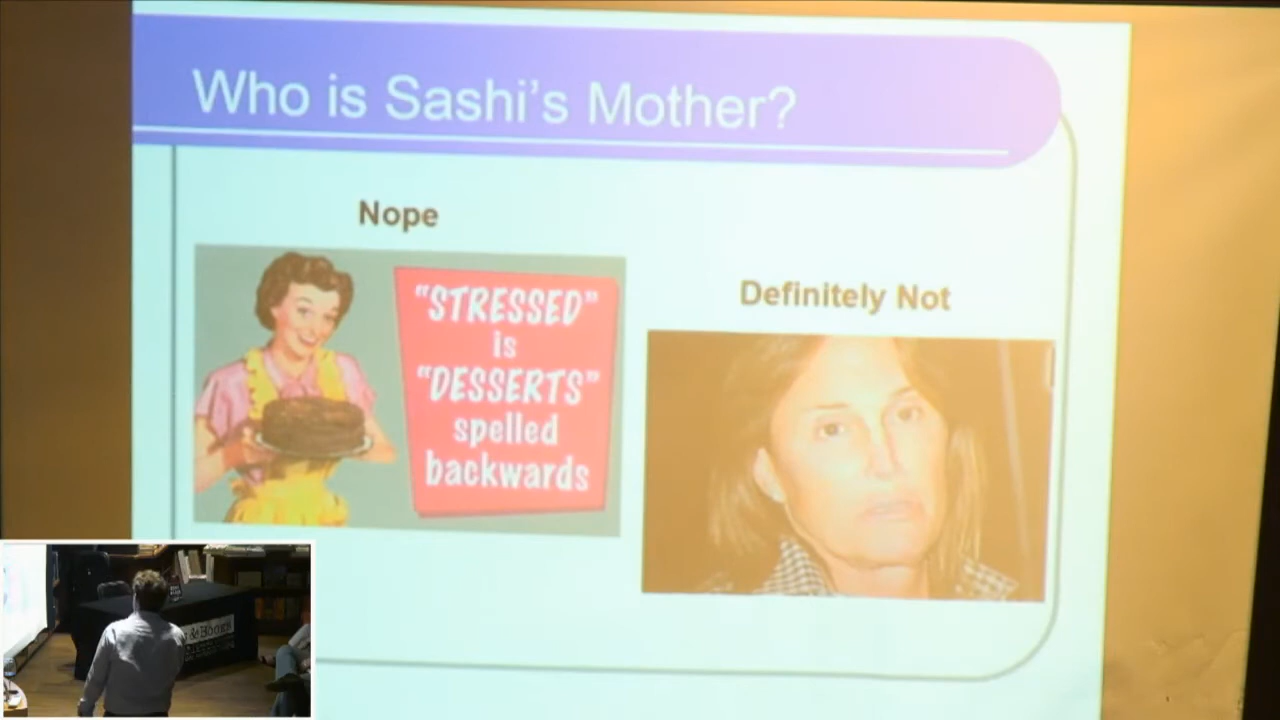 Who is Sashi's Mother?
Nope
Definitely Not
"STRESSED"
is
"DESSERTS"
spelled
backwards